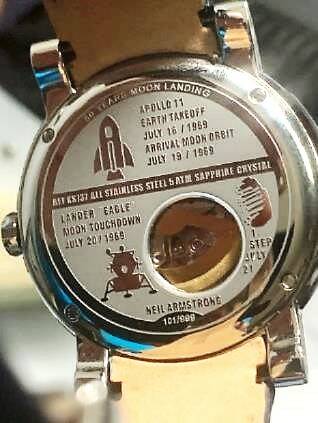 50 YEARS MOON LANDING
APOLLO 11
EARTH TAKEOFF
JULY 16 / 1969
ARRIVAL MOON ORBIT
JULY 19 / 1969
REF KS737 ALL STAINLESS STEEL 5 ATM SAPPHIRE CRYSTAL
LANDER "EAGLE"
MOON TOUCHDOWN
JULY 20 / 1969
1.
STEP
JULY
21
NEIL ARMSTRONG
101/999